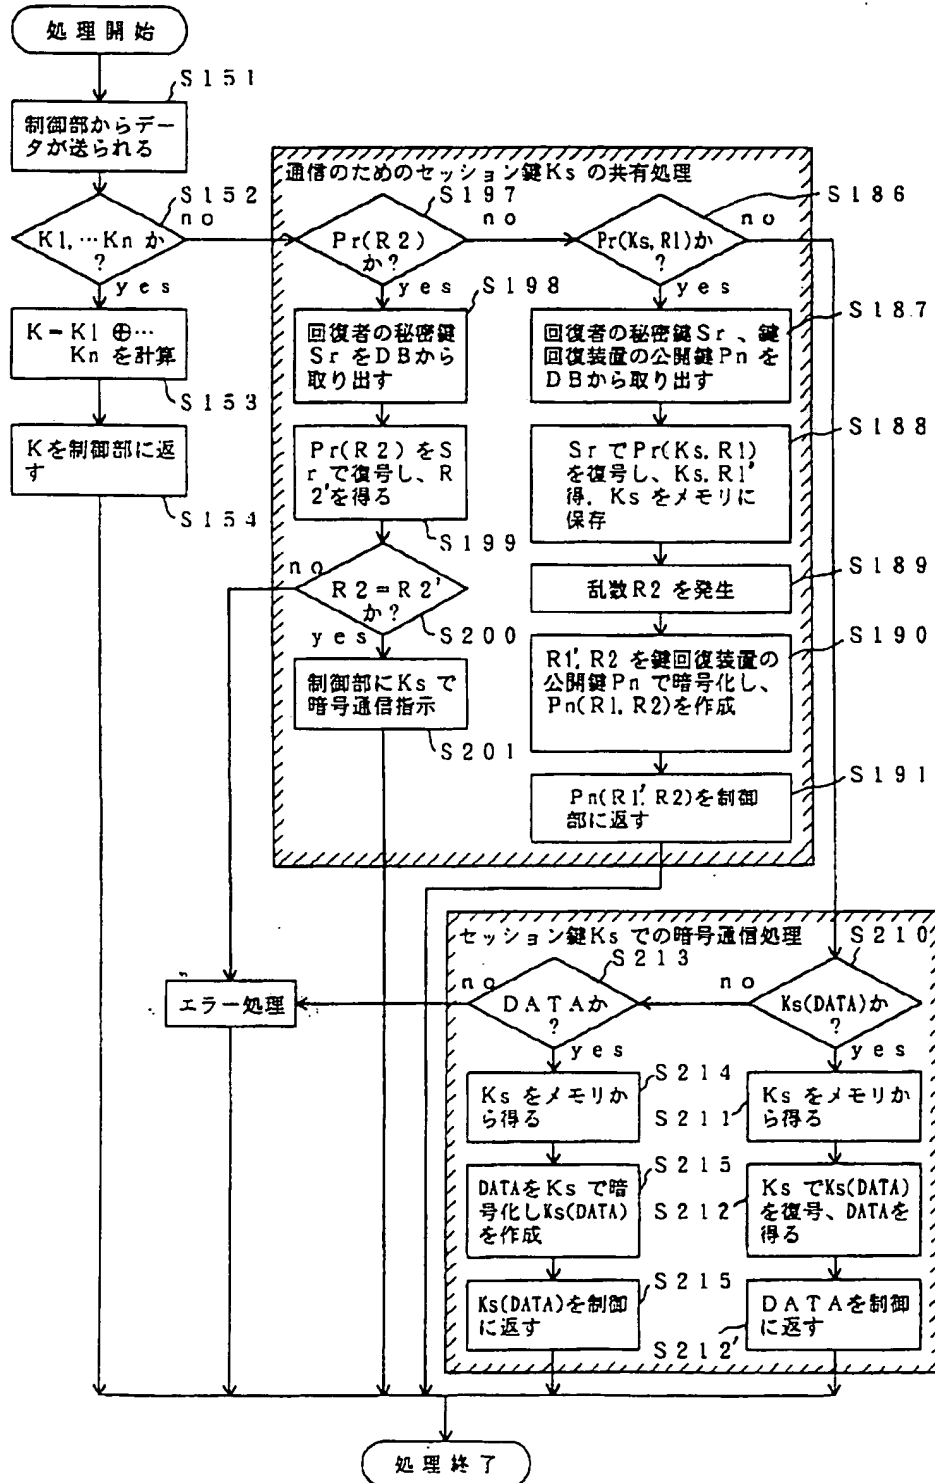 処理開始
S151
制御部からデー
タが送られる
S152
no
K1,…Kn か
?
yes
K=K1 ⊕…
Kn を計算
S153
Kを制御部に返
す
S154
通信のためのセッション鍵Ks の共有処理
S197
no
Pr(R2)
か?
yes
S198
回復者の秘密鍵
SrをDBから
取り出す
Pr(R2)をS
rで復号し、R
2'を得る
S199
no
R2=R2'
か?
S200
yes
制御部にKsで
暗号通信指示
S201
S186
no
Pr(Ks,R1)か
?
yes
S187
回復者の秘密鍵Sr、鍵
回復装置の公開鍵Pnを
DBから取り出す
S188
SrでPr(Ks,R1)
を復号し、Ks,R1'
得. Ksをメモリに
保存
S189
乱数R2 を発生
S190
R1',R2 を鍵回復装置の
公開鍵Pn で暗号化し、
Pn(R1,R2)を作成
S191
Pn(R1',R2)を制御
部に返す
セッション鍵Ks での暗号通信処理
S210
S213
no
no
DATAか
?
Ks(DATA)か
?
yes
yes
エラー処理
S214
Ks をメモリか
ら得る
S211
Ks をメモリか
ら得る
S215
DATAをKs で暗
号化しKs(DATA)
を作成
S212
Ks でKs(DATA)
を復号、DATAを
得る
S215
Ks(DATA)を制御
に返す
S212'
DATAを制御
に返す
処理終了